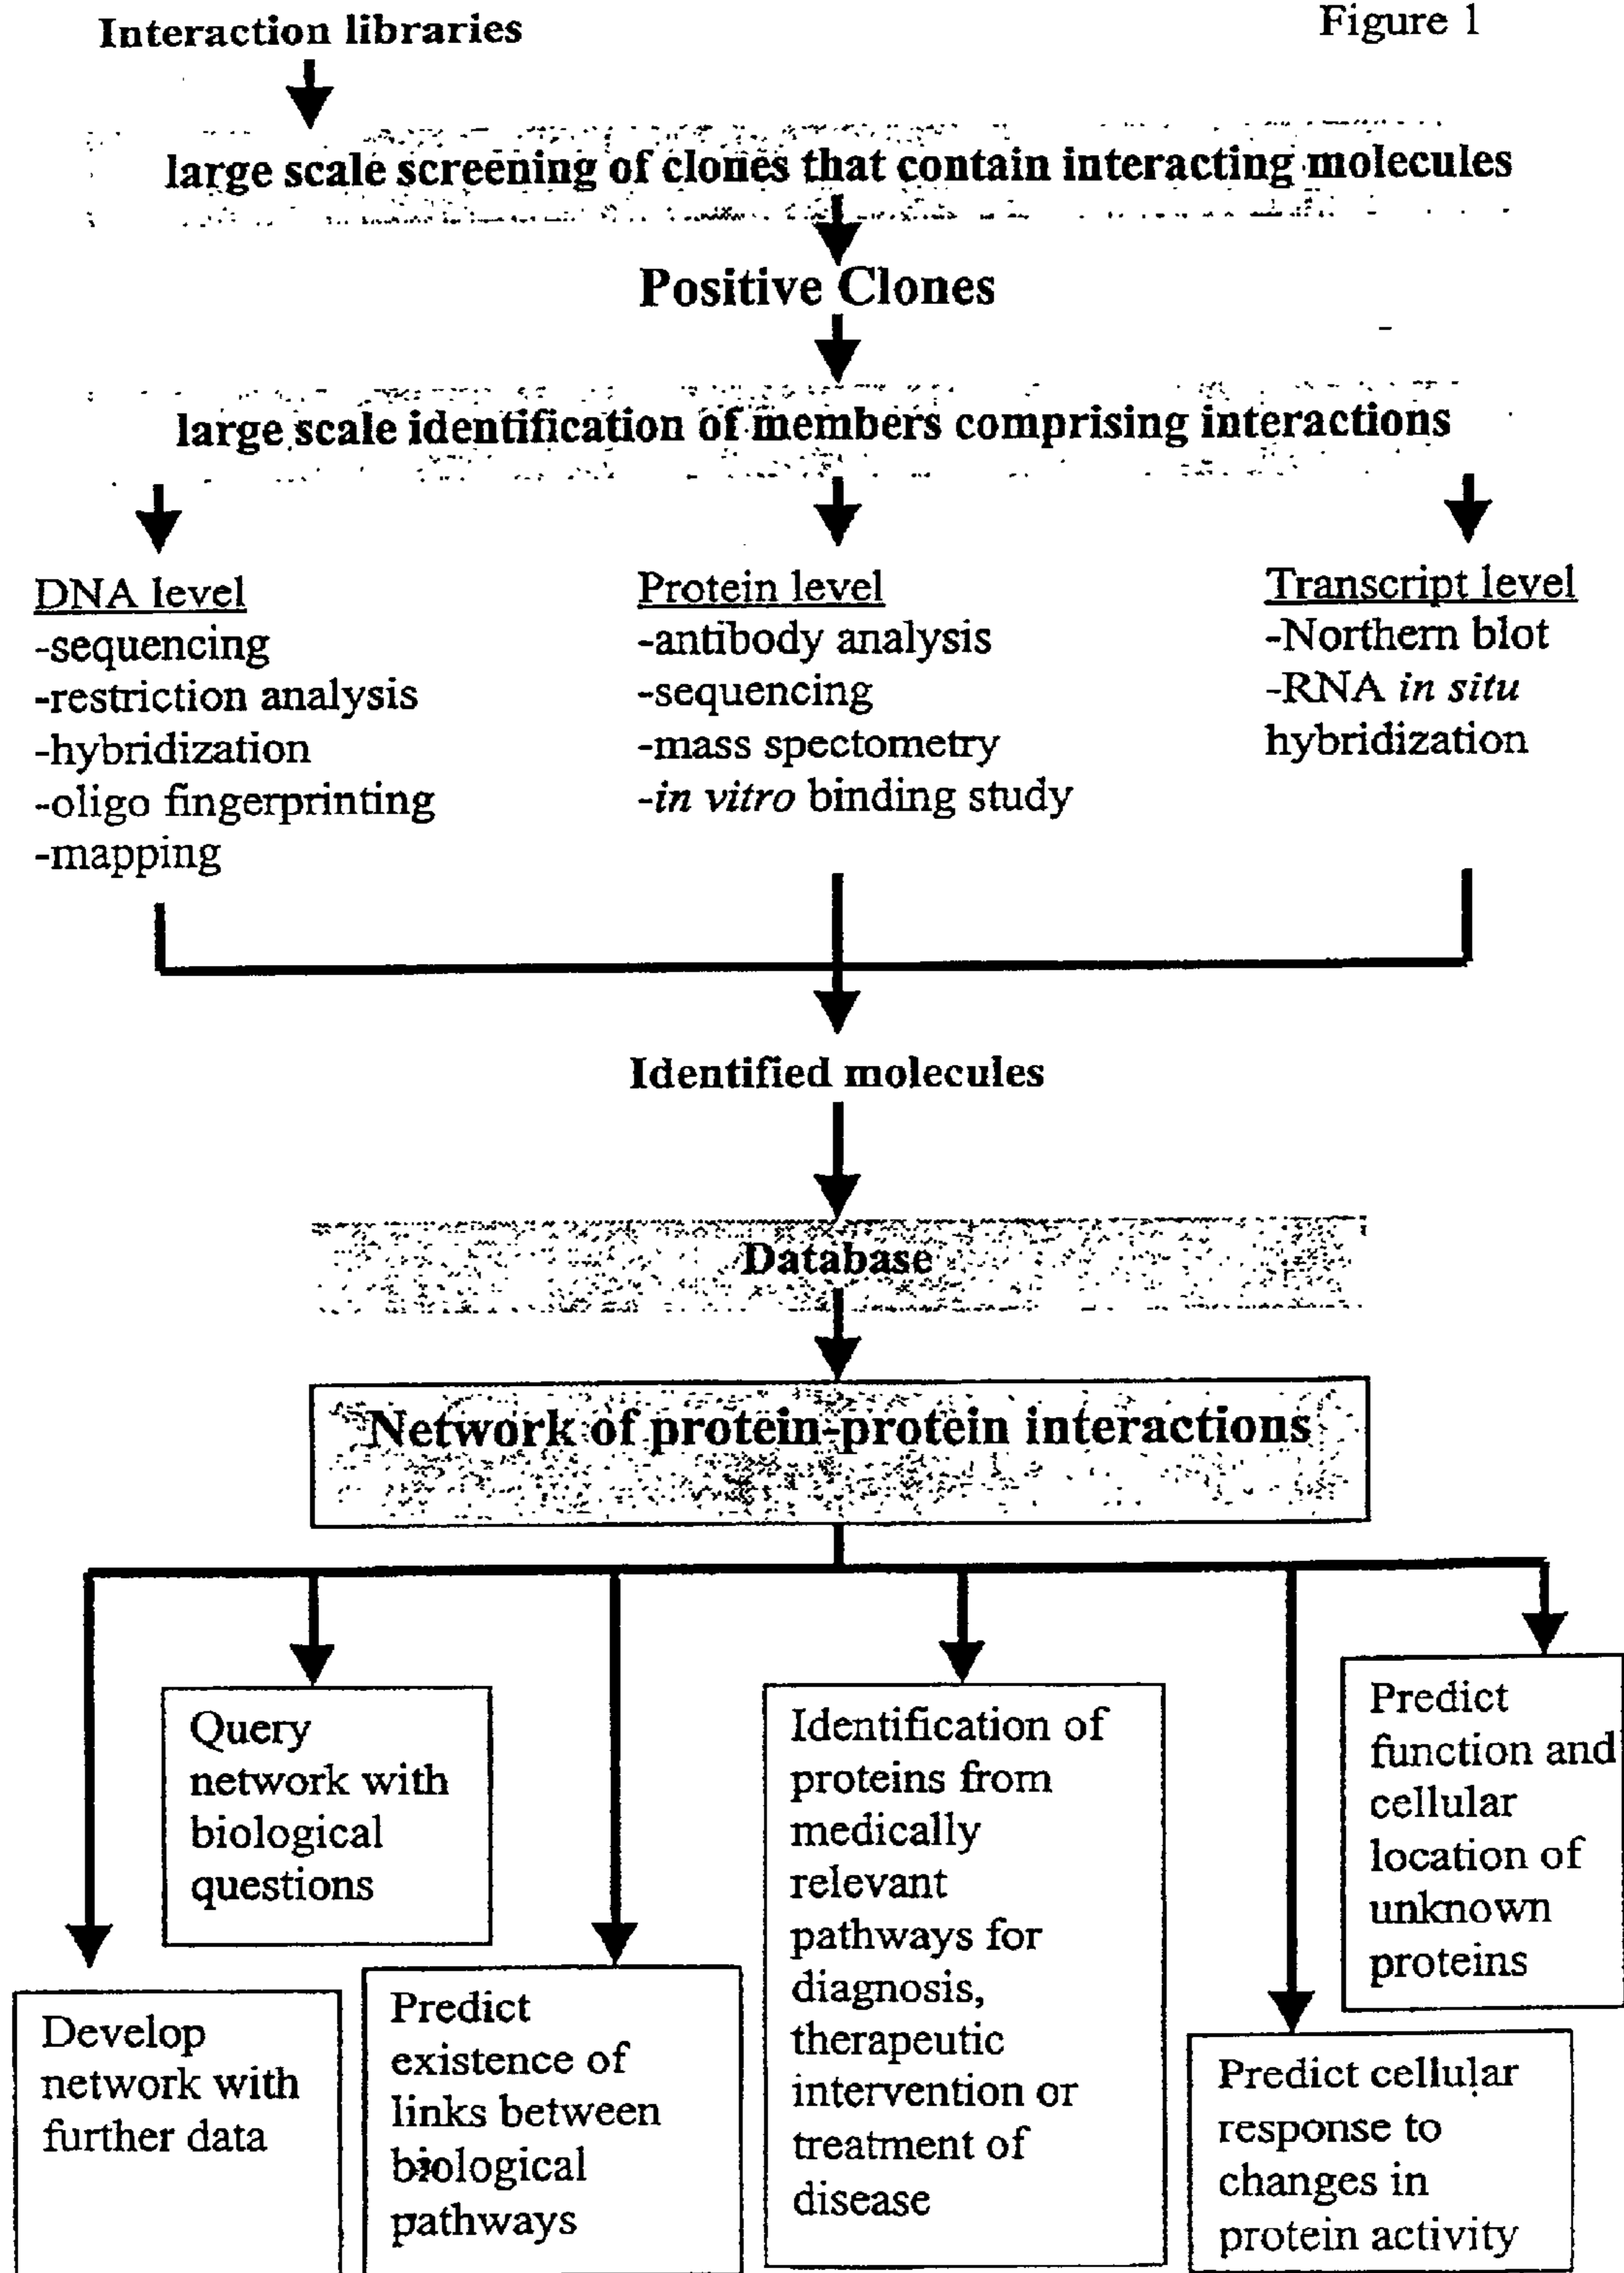 Figure 1
Interaction libraries
large scale screening of clones that contain interacting molecules
Positive Clones
large scale identification of members comprising interactions
DNA level
-sequencing
-restriction analysis
-hybridization
-oligo fingerprinting
-mapping
Protein level
-antibody analysis
-sequencing
-mass spectometry
-in vitro binding study
Transcript level
-Northern blot
-RNA in situ
hybridization
Identified molecules
Database
Network of protein-protein interactions
Develop
network with
further data
Query
network with
biological
questions
Predict
existence of
links between
biological
pathways
Identification of
proteins from
medically
relevant
pathways for
diagnosis,
therapeutic
intervention or
treatment of
disease
Predict cellular
response to
changes in
protein activity
Predict
function and
cellular
location of
unknown
proteins